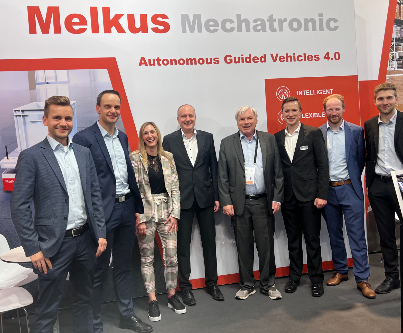 Melkus Mechatronic
Autonomous Guided Vehicles 4.0
INTELLIGENT
FLEXIBLE